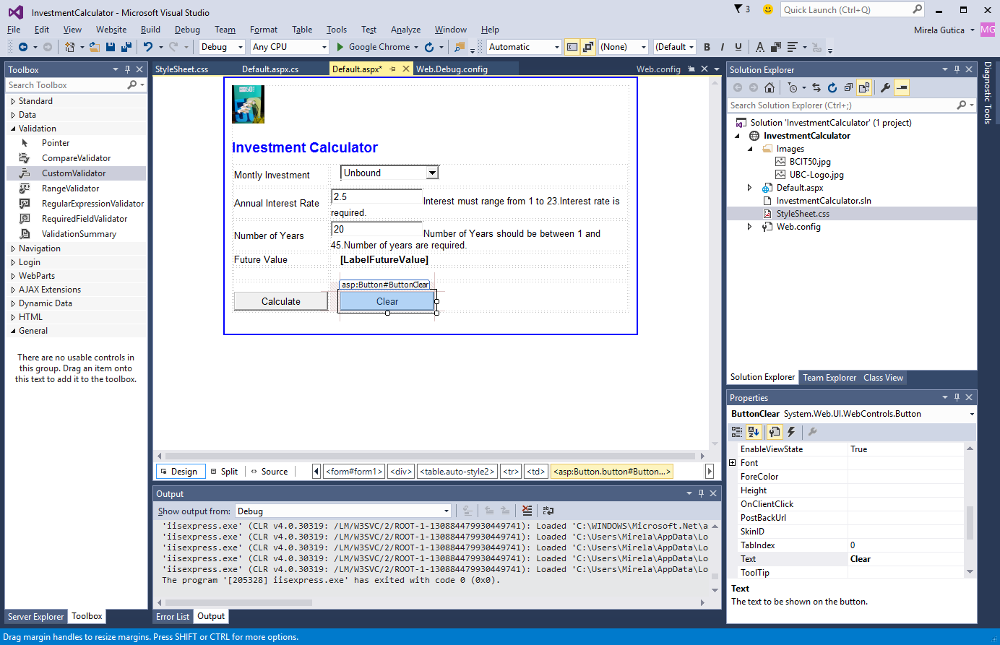 InvestmentCalculator - Microsoft Visual Studio
3
Quick Launch (Ctrl+Q)
File Edit View Website Build Debug Team Format Table Tools Test Analyze Window Help
Mirela Gutica
MG
Debug Any CPU Google Chrome Automatic (None) (Default B I U A
Toolbox
Search Toolbox
Standard
Data
Validation
Pointer
CompareValidator
CustomValidator
RangeValidator
RegularExpressionValidator
RequiredFieldValidator
ValidationSummary
Navigation
Login
WebParts
AJAX Extensions
Dynamic Data
HTML
General
There are no usable controls in
this group. Drag an item onto
this text to add it to the toolbox.
Server Explorer Toolbox
StyleSheet.css Default.aspx.cs Default.aspx* Web.Debug.config Web.config
Investment Calculator
Montly Investment Unbound
Annual Interest Rate 2.5 Interest must range from 1 to 23.Interest rate is
required.
Number of Years 20 Number of Years should be between 1 and
45.Number of years are required.
Future Value [LabelFutureValue]
asp:Button#ButtonClear
Calculate Clear
Design Split Source <form#form1> <div> <table.auto-style2> <tr> <td> <asp:Button.button#Button...>
Output
Show output from: Debug
'iisexpress.exe' (CLR v4.0.30319: /LM/W3SVC/2/ROOT-1-130884479930449741): Loaded 'C:\WINDOWS\Microsoft.Net\a
'iisexpress.exe' (CLR v4.0.30319: /LM/W3SVC/2/ROOT-1-130884479930449741): Loaded 'C:\Users\Mirela\AppData\Lo
'iisexpress.exe' (CLR v4.0.30319: /LM/W3SVC/2/ROOT-1-130884479930449741): Loaded 'C:\Users\Mirela\AppData\Lo
'iisexpress.exe' (CLR v4.0.30319: /LM/W3SVC/2/ROOT-1-130884479930449741): Loaded 'C:\Users\Mirela\AppData\Lo
'iisexpress.exe' (CLR v4.0.30319: /LM/W3SVC/2/ROOT-1-130884479930449741): Loaded 'C:\Users\Mirela\AppData\Lo
The program '[205328] iisexpress.exe' has exited with code 0 (0x0).
Error List Output
Solution Explorer
Search Solution Explorer (Ctrl+;)
Solution 'InvestmentCalculator' (1 project)
InvestmentCalculator
Images
BCIT50.jpg
UBC-Logo.jpg
Default.aspx
InvestmentCalculator.sln
StyleSheet.css
Web.config
Solution Explorer Team Explorer Class View
Properties
ButtonClear System.Web.UI.WebControls.Button
EnableViewState True
Font
ForeColor
Height
OnClientClick
PostBackUrl
SkinID
TabIndex 0
Text Clear
ToolTip
Text
The text to be shown on the button.
Diagnostic Tools
Drag margin handles to resize margins. Press SHIFT or CTRL for more options.